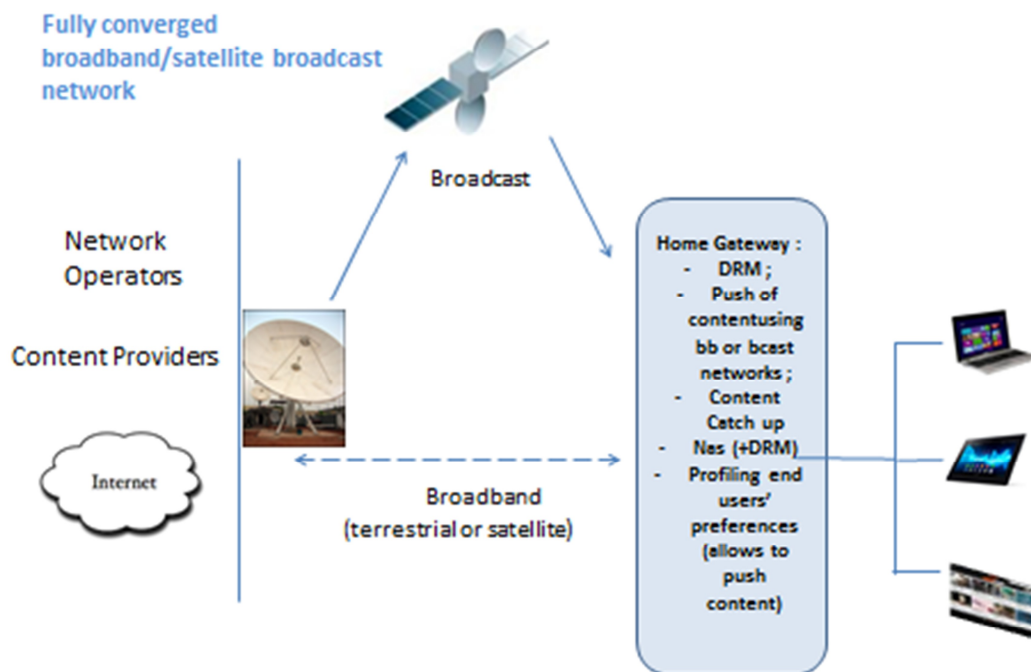 Fully converged
broadband/satellite broadcast
network
Broadcast
Network
Operators
Content Providers
Internet
Broadband
(terrestrial or satellite)
Home Gateway :
- DRM ;
- Push of
contentusing
bb or bcast
networks ;
- Content
Catch up
- Nas (+DRM)
- Profiling end
users'
preferences
(allows to
push
content)